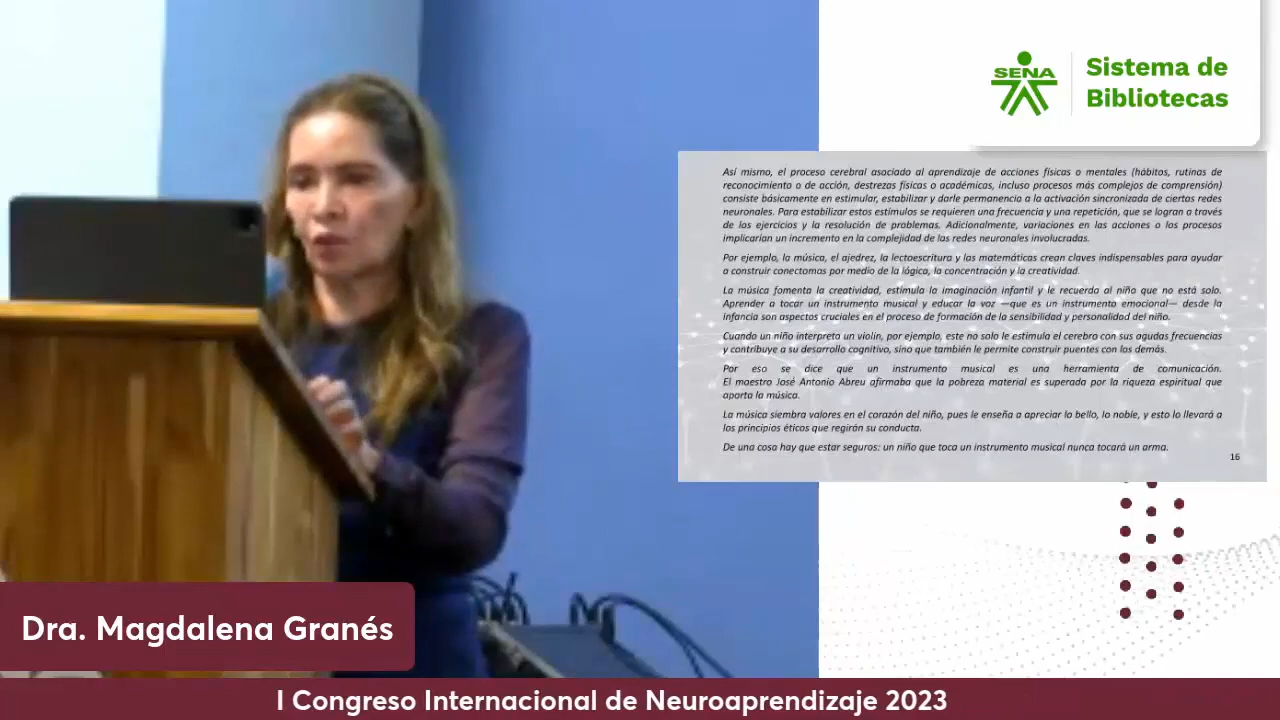 SENA
Sistema de
Bibliotecas
Así mismo, el proceso cerebral asociado al aprendizaje de acciones físicas o mentales (hábitos, rutinas de
reconocimiento o de acción, destrezas físicas o académicas, incluso procesos más complejos de comprensión)
consiste básicamente en estimular, estabilizar y darle permanencia a la activación sincronizada de ciertas redes
neuronales. Para estabilizar estos estímulos se requieren una frecuencia y una repetición, que se logran a través
de los ejercicios y la resolución de problemas. Adicionalmente, variaciones en las acciones o los procesos
implicarían un incremento en la complejidad de las redes neuronales involucradas.
Por ejemplo, la música, el ajedrez, la lectoescritura y las matemáticas crean claves indispensables para ayudar
a construir conectomas por medio de la lógica, la concentración y la creatividad.
La música fomenta la creatividad, estimula la imaginación infantil y le recuerda al niño que no está solo.
Aprender a tocar un instrumento musical y educar la voz —que es un instrumento emocional— desde la
infancia son aspectos cruciales en el proceso de formación de la sensibilidad y personalidad del niño.
Cuando un niño interpreta un violín, por ejemplo, este no solo le estimula el cerebro con sus agudas frecuencias
y contribuye a su desarrollo cognitivo, sino que también le permite construir puentes con los demás.
Por eso se dice que un instrumento musical es una herramienta de comunicación.
El maestro José Antonio Abreu afirmaba que la pobreza material es superada por la riqueza espiritual que
aporta la música.
La música siembra valores en el corazón del niño, pues le enseña a apreciar lo bello, lo noble, y esto lo llevará a
los principios éticos que regirán su conducta.
De una cosa hay que estar seguros: un niño que toca un instrumento musical nunca tocará un arma.
16
Dra. Magdalena Granés
I Congreso Internacional de Neuroaprendizaje 2023